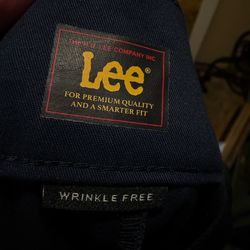 THE H.D. LEE COMPANY INC
Lee®
FOR PREMIUM QUALITY
AND A SMARTER FIT
WRINKLE FREE